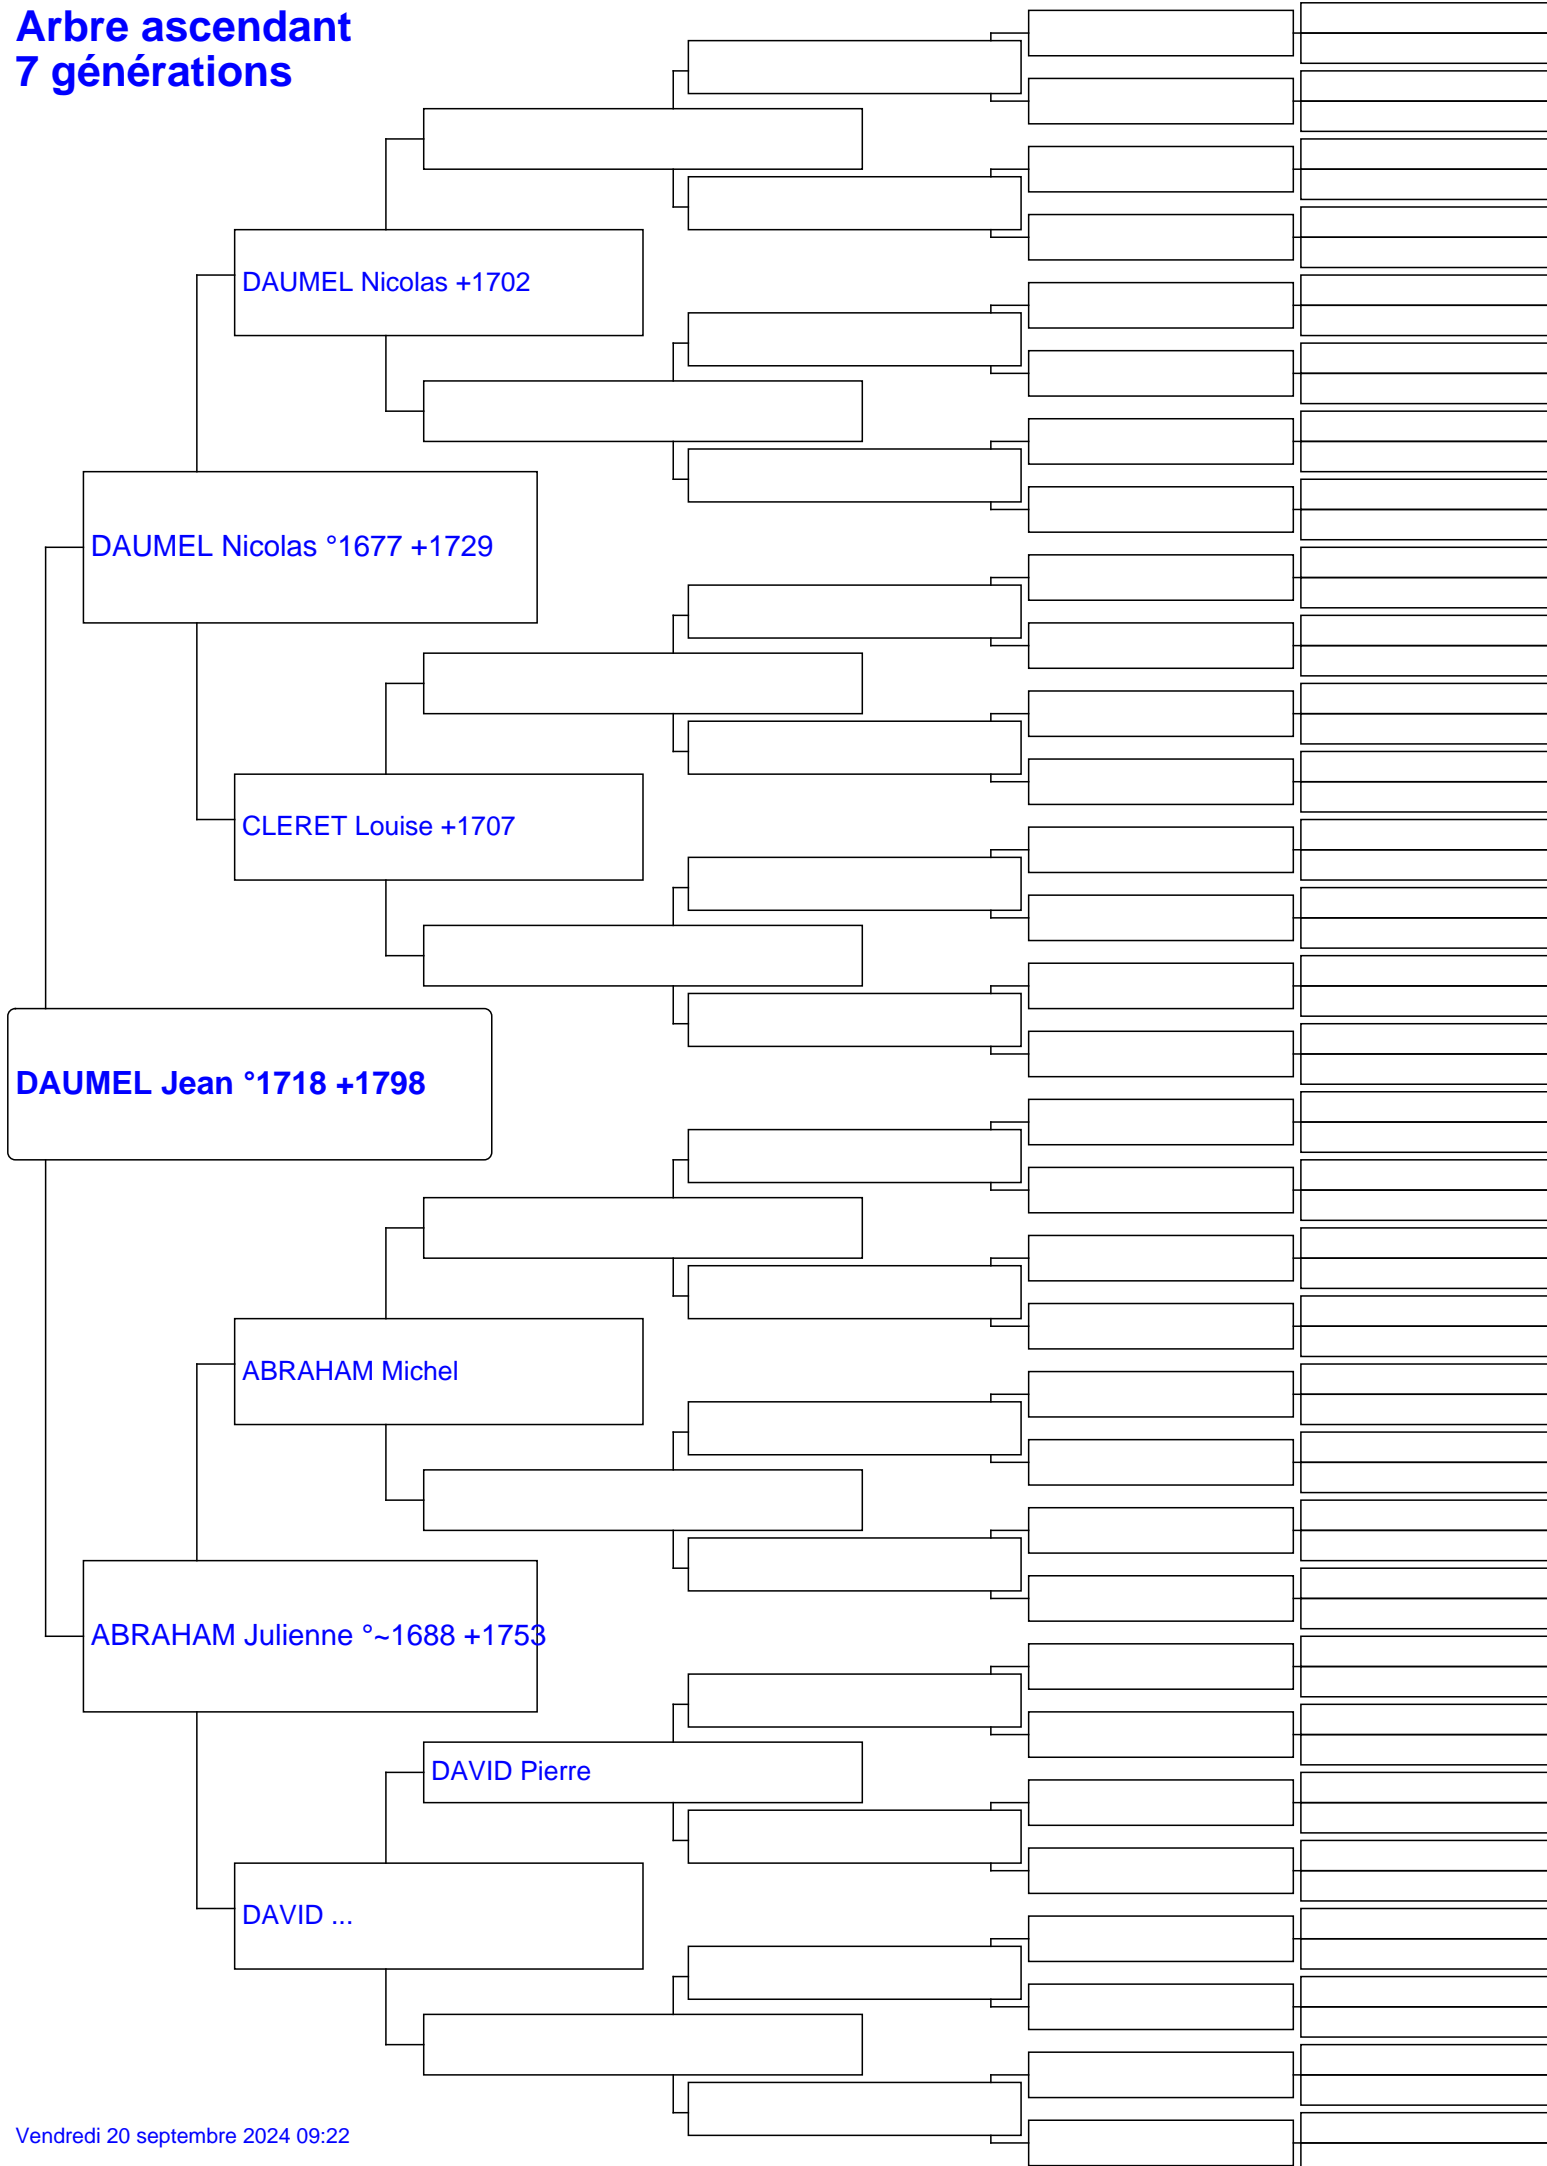 Arbre ascendant
7 générations
DAUMEL Nicolas +1702
DAUMEL Nicolas °1677 +1729
CLERET Louise +1707
DAUMEL Jean °1718 +1798
ABRAHAM Michel
ABRAHAM Julienne °~1688 +1753
DAVID Pierre
DAVID ...
Vendredi 20 septembre 2024 09:22